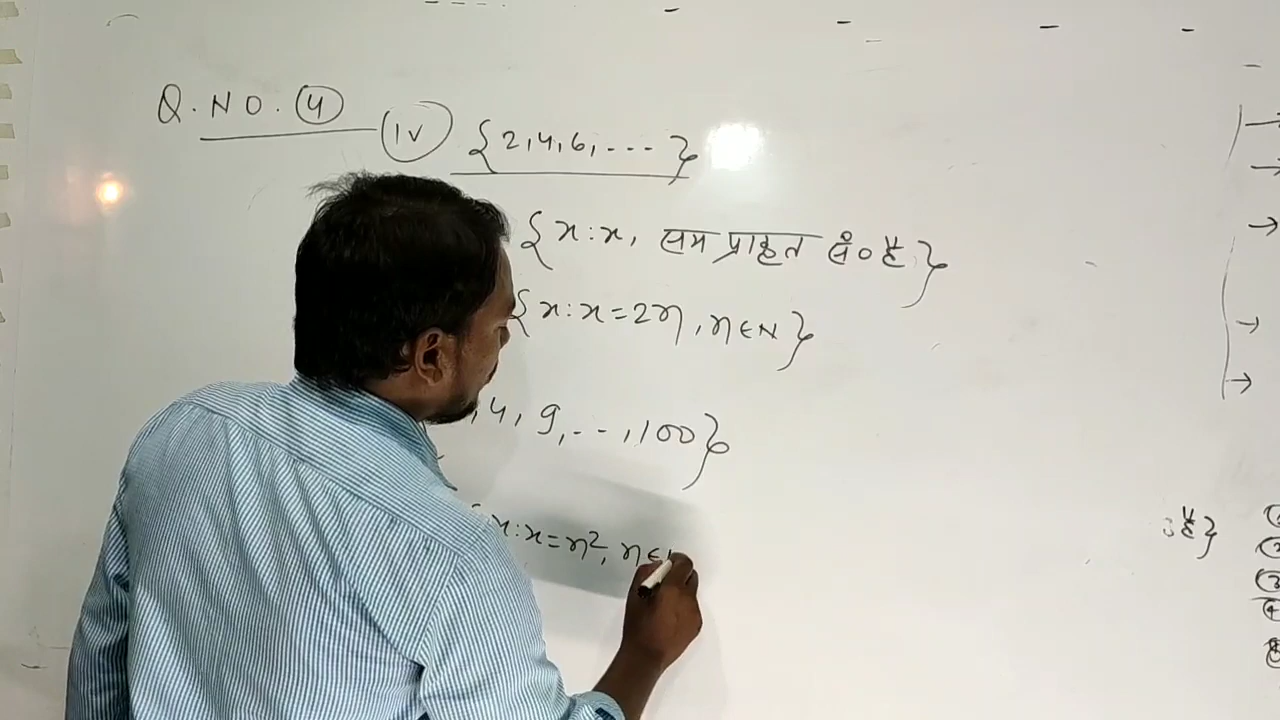 Q. NO. 4 iv {2,4,6, ---}
{x:x, सम प्राकृत सं० है}
{x:x=2n, n∈N}
,4, 9, --,100}
x:x=n², n∈
है}